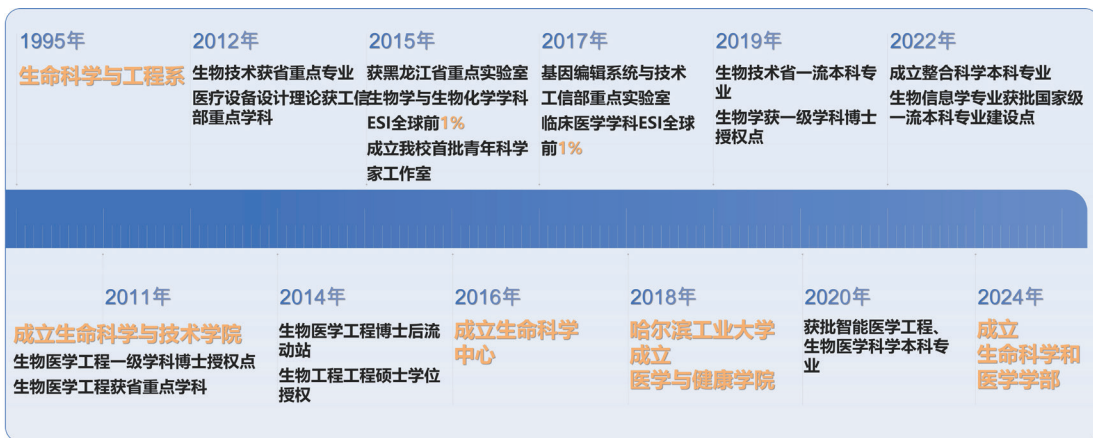 1995年
生命科学与工程系
2012年
生物技术获省重点专业
医疗设备设计理论获工信
部重点学科
2015年
获黑龙江省重点实验室
生物学与生物化学学科
ESI全球前1%
成立我校首批青年科学
家工作室
2017年
基因编辑系统与技术
工信部重点实验室
临床医学学科ESI全球
前1%
2019年
生物技术省一流本科专
业
生物学获一级学科博士
授权点
2022年
成立整合科学本科专业
生物信息学专业获批国家级
一流本科专业建设点
2011年
成立生命科学与技术学院
生物医学工程一级学科博士授权点
生物医学工程获省重点学科
2014年
生物医学工程博士后流
动站
生物工程工程硕士学位
授权
2016年
成立生命科学
中心
2018年
哈尔滨工业大学
成立
医学与健康学院
2020年
获批智能医学工程、
生物医学科学本科专
业
2024年
成立
生命科学和
医学学部